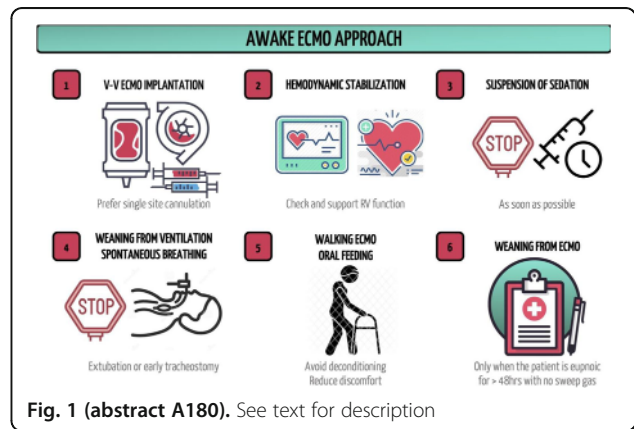 AWAKE ECMO APPROACH
1
V-V ECMO IMPLANTATION
Prefer single site cannulation
2
HEMODYNAMIC STABILIZATION
Check and support RV function
3
SUSPENSION OF SEDATION
STOP
As soon as possible
4
WEANING FROM VENTILATION
SPONTANEOUS BREATHING
STOP
Extubation or early tracheostomy
5
WALKING ECMO
ORAL FEEDING
Avoid deconditioning
Reduce discomfort
6
WEANING FROM ECMO
Only when the patient is eupnoic
for > 48hrs with no sweep gas
Fig. 1 (abstract A180). See text for description